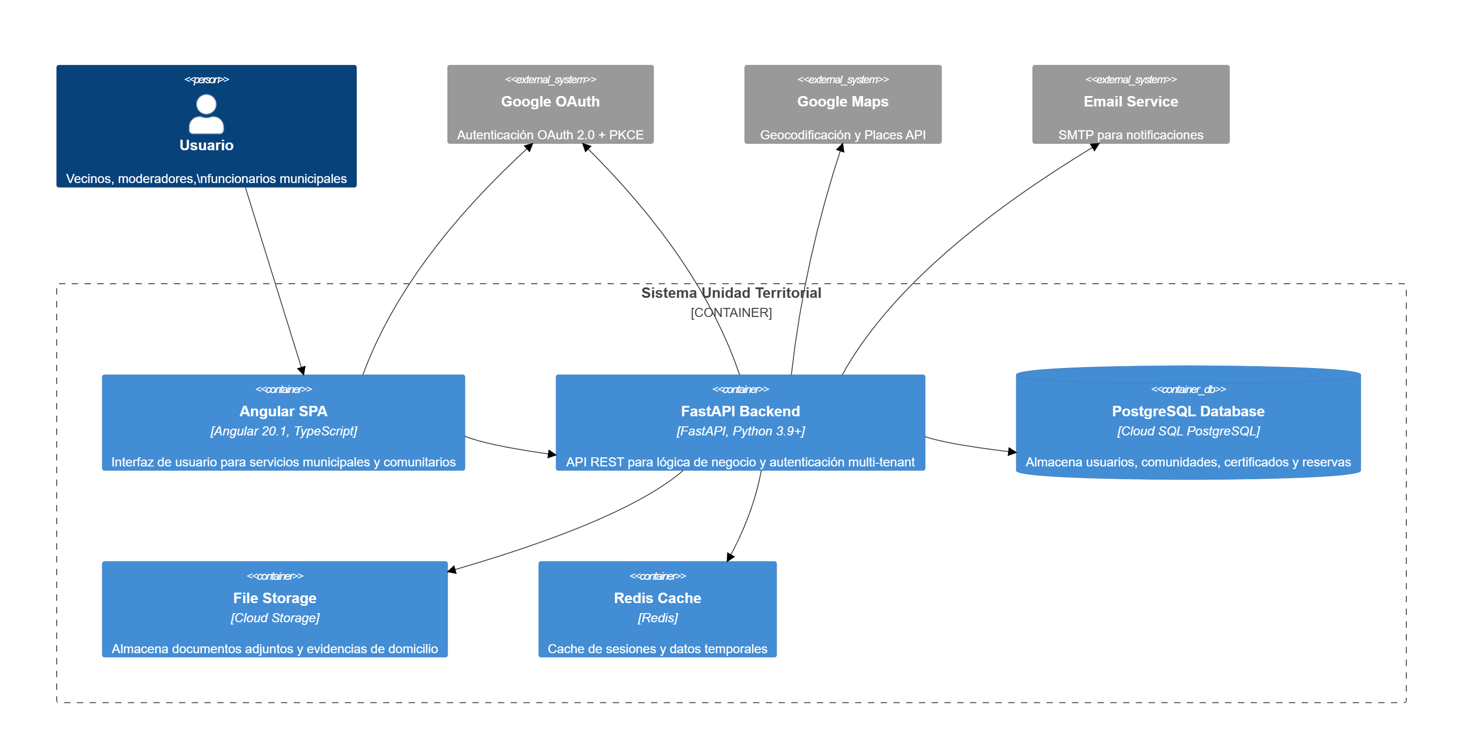 <<person>>
Usuario
Vecinos, moderadores,\nfuncionarios municipales
<<external_system>>
Google OAuth
Autenticación OAuth 2.0 + PKCE
<<external_system>>
Google Maps
Geocodificación y Places API
<<external_system>>
Email Service
SMTP para notificaciones
Sistema Unidad Territorial
[CONTAINER]
<<container>>
Angular SPA
[Angular 20.1, TypeScript]
Interfaz de usuario para servicios municipales y comunitarios
<<container>>
FastAPI Backend
[FastAPI, Python 3.9+]
API REST para lógica de negocio y autenticación multi-tenant
<<container_db>>
PostgreSQL Database
[Cloud SQL PostgreSQL]
Almacena usuarios, comunidades, certificados y reservas
<<container>>
File Storage
[Cloud Storage]
Almacena documentos adjuntos y evidencias de domicilio
<<container>>
Redis Cache
[Redis]
Cache de sesiones y datos temporales